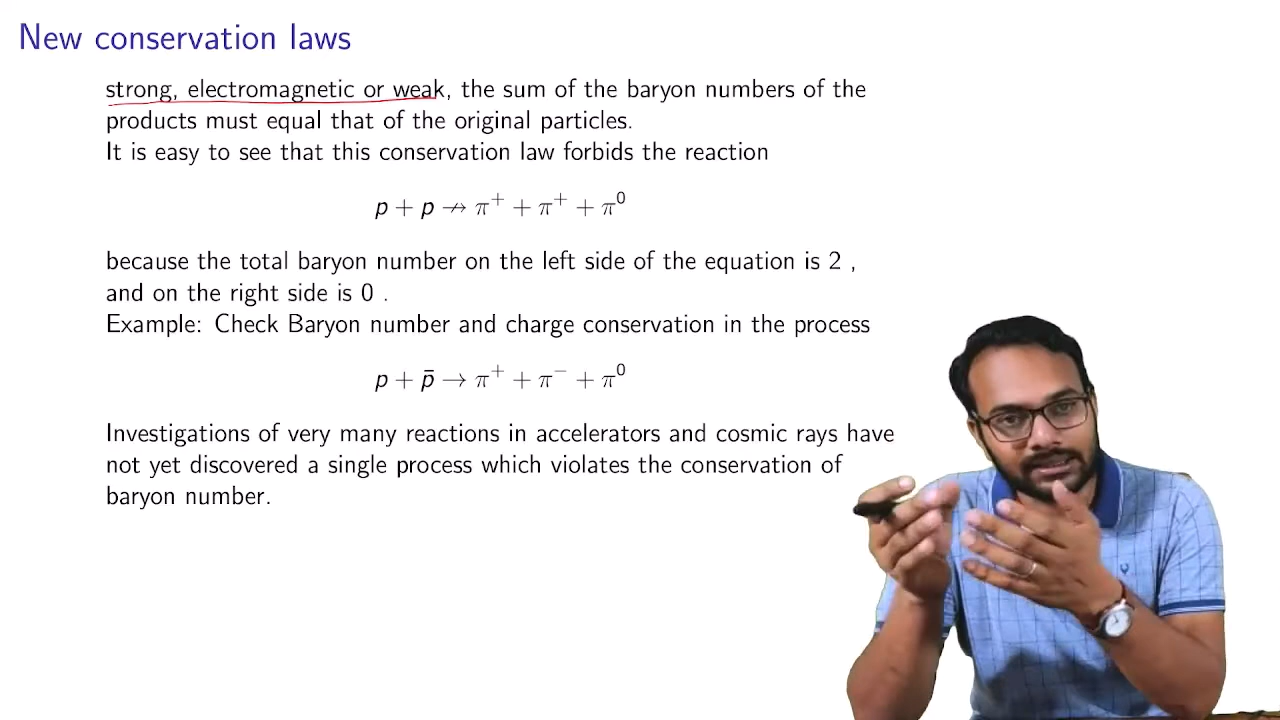 New conservation laws
strong, electromagnetic or weak, the sum of the baryon numbers of the
products must equal that of the original particles.
It is easy to see that this conservation law forbids the reaction
p + p ↛ π⁺ + π⁺ + π⁰
because the total baryon number on the left side of the equation is 2 ,
and on the right side is 0 .
Example: Check Baryon number and charge conservation in the process
p + p̄ → π⁺ + π⁻ + π⁰
Investigations of very many reactions in accelerators and cosmic rays have
not yet discovered a single process which violates the conservation of
baryon number.